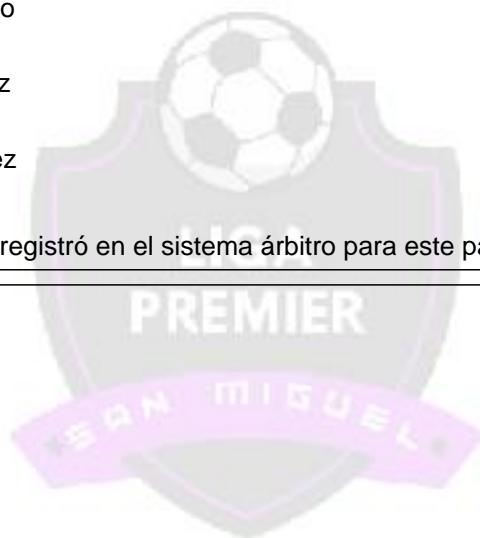 o
z
ez
registró en el sistema árbitro para este pa
LIGA
PREMIER
SAN MIGUEL